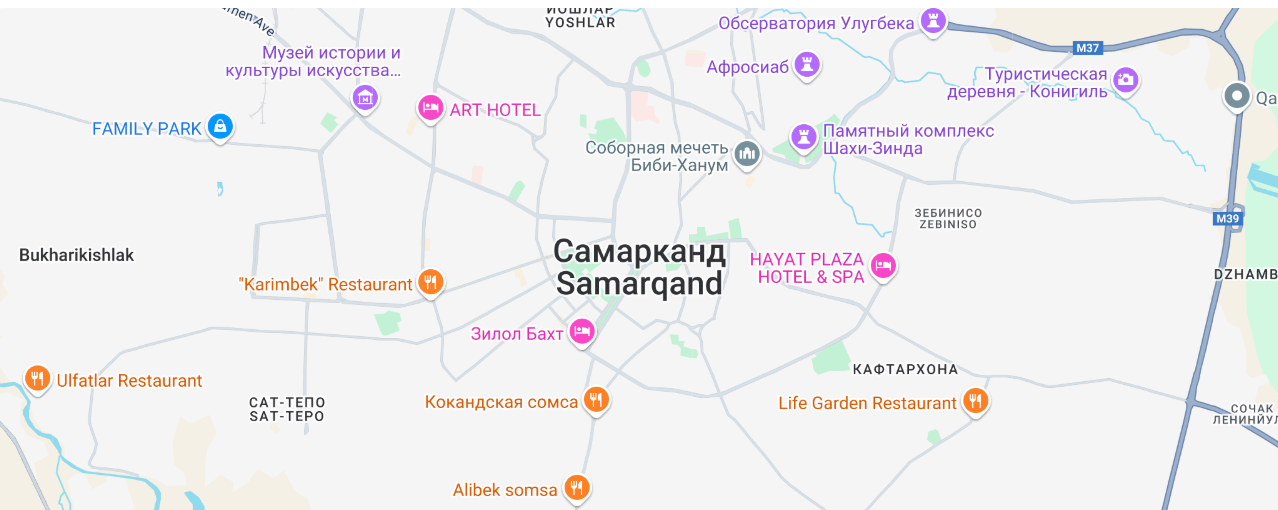 ЙОШЛАР
YOSHLAR
Обсерватория Улугбека
M37
Музей истории и
культуры искусства...
Афросиаб
Туристическая
деревня - Конигиль
ART HOTEL
FAMILY PARK
Памятный комплекс
Шахи-Зинда
Соборная мечеть
Биби-Ханум
ЗЕБИНИСО
ZEBINISO
M39
Bukharikishlak
Самарканд
Samarqand
HAYAT PLAZA
HOTEL & SPA
DZHAMB
"Karimbek" Restaurant
Зилол Бахт
Ulfatlar Restaurant
КАФТАРХОНА
САТ-ТЕПО
SAT-TEPO
Кокандская сомса
Life Garden Restaurant
СОЧАК
ЛЕНИНЙУЛ
Alibek somsa